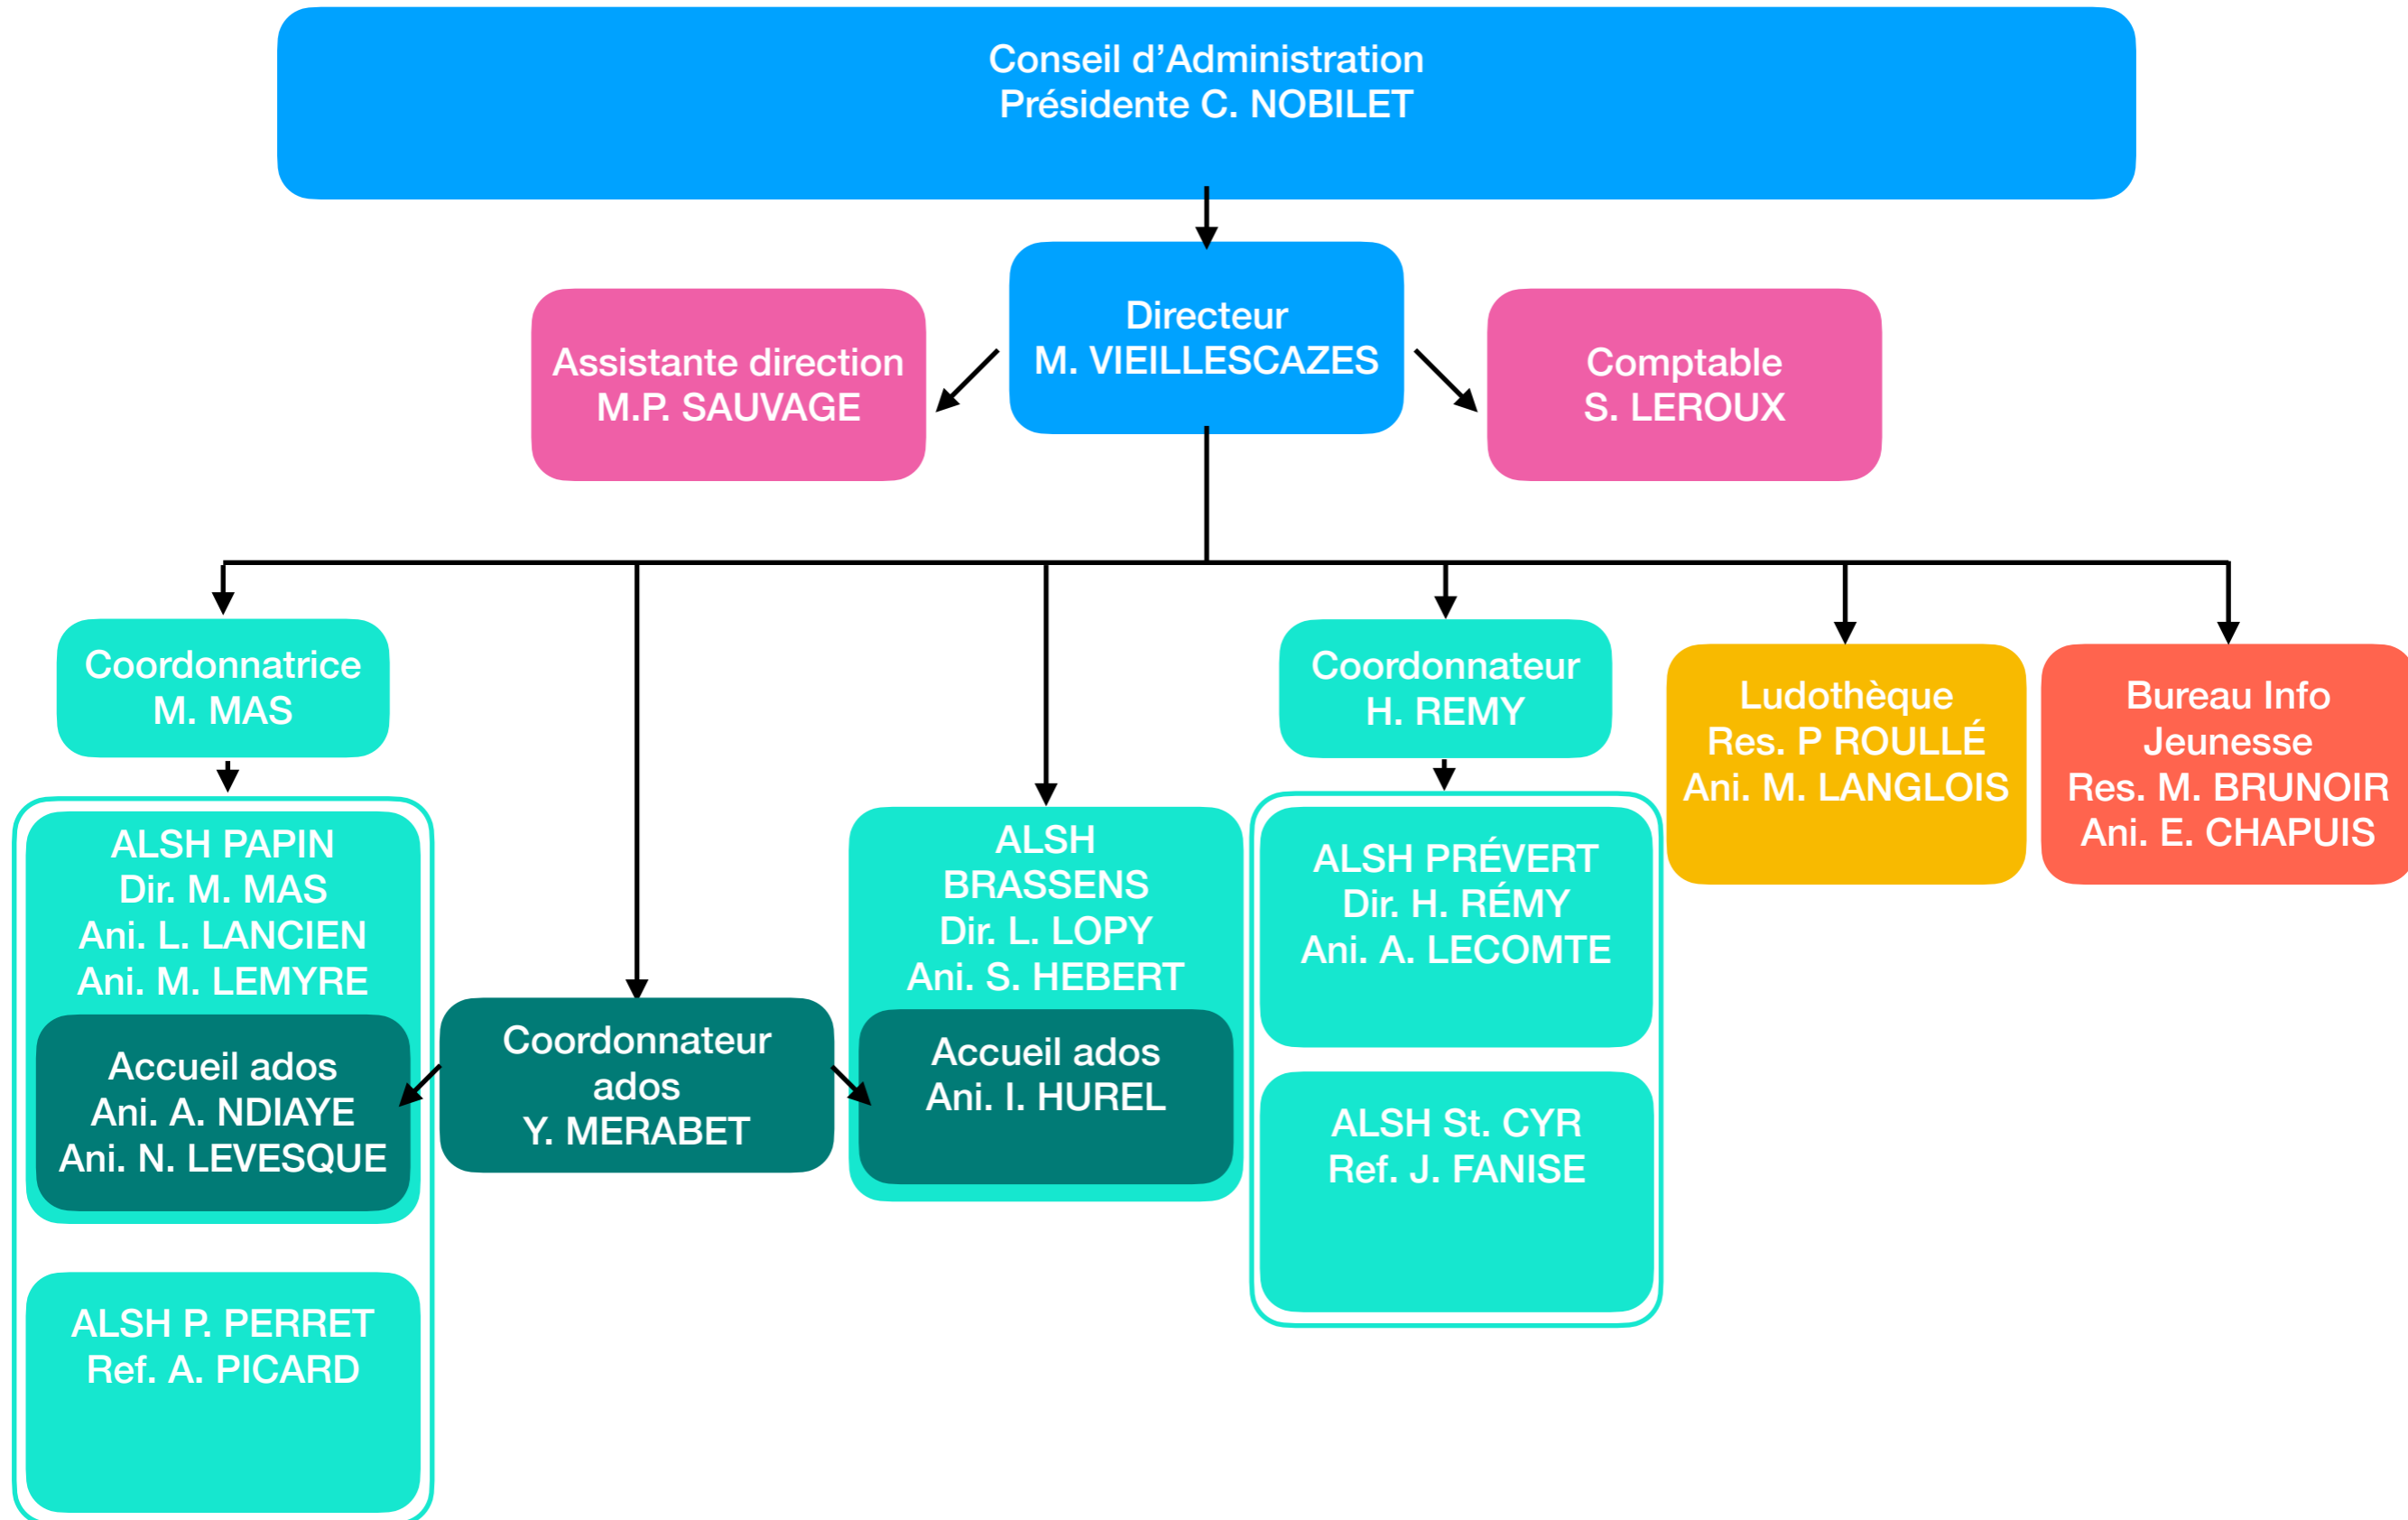 Conseil d’Administration
Présidente C. NOBILET
Directeur
M. VIEILLESCAZES
Assistante direction
M.P. SAUVAGE
Comptable
S. LEROUX
Coordonnatrice
M. MAS
Coordonnateur
H. REMY
Ludothèque
Res. P ROULLÉ
Ani. M. LANGLOIS
Bureau Info
Jeunesse
Res. M. BRUNOIR
Ani. E. CHAPUIS
ALSH PAPIN
Dir. M. MAS
Ani. L. LANCIEN
Ani. M. LEMYRE
Accueil ados
Ani. A. NDIAYE
Ani. N. LEVESQUE
ALSH P. PERRET
Ref. A. PICARD
Coordonnateur
ados
Y. MERABET
ALSH
BRASSENS
Dir. L. LOPY
Ani. S. HEBERT
Accueil ados
Ani. I. HUREL
ALSH PRÉVERT
Dir. H. RÉMY
Ani. A. LECOMTE
ALSH St. CYR
Ref. J. FANISE